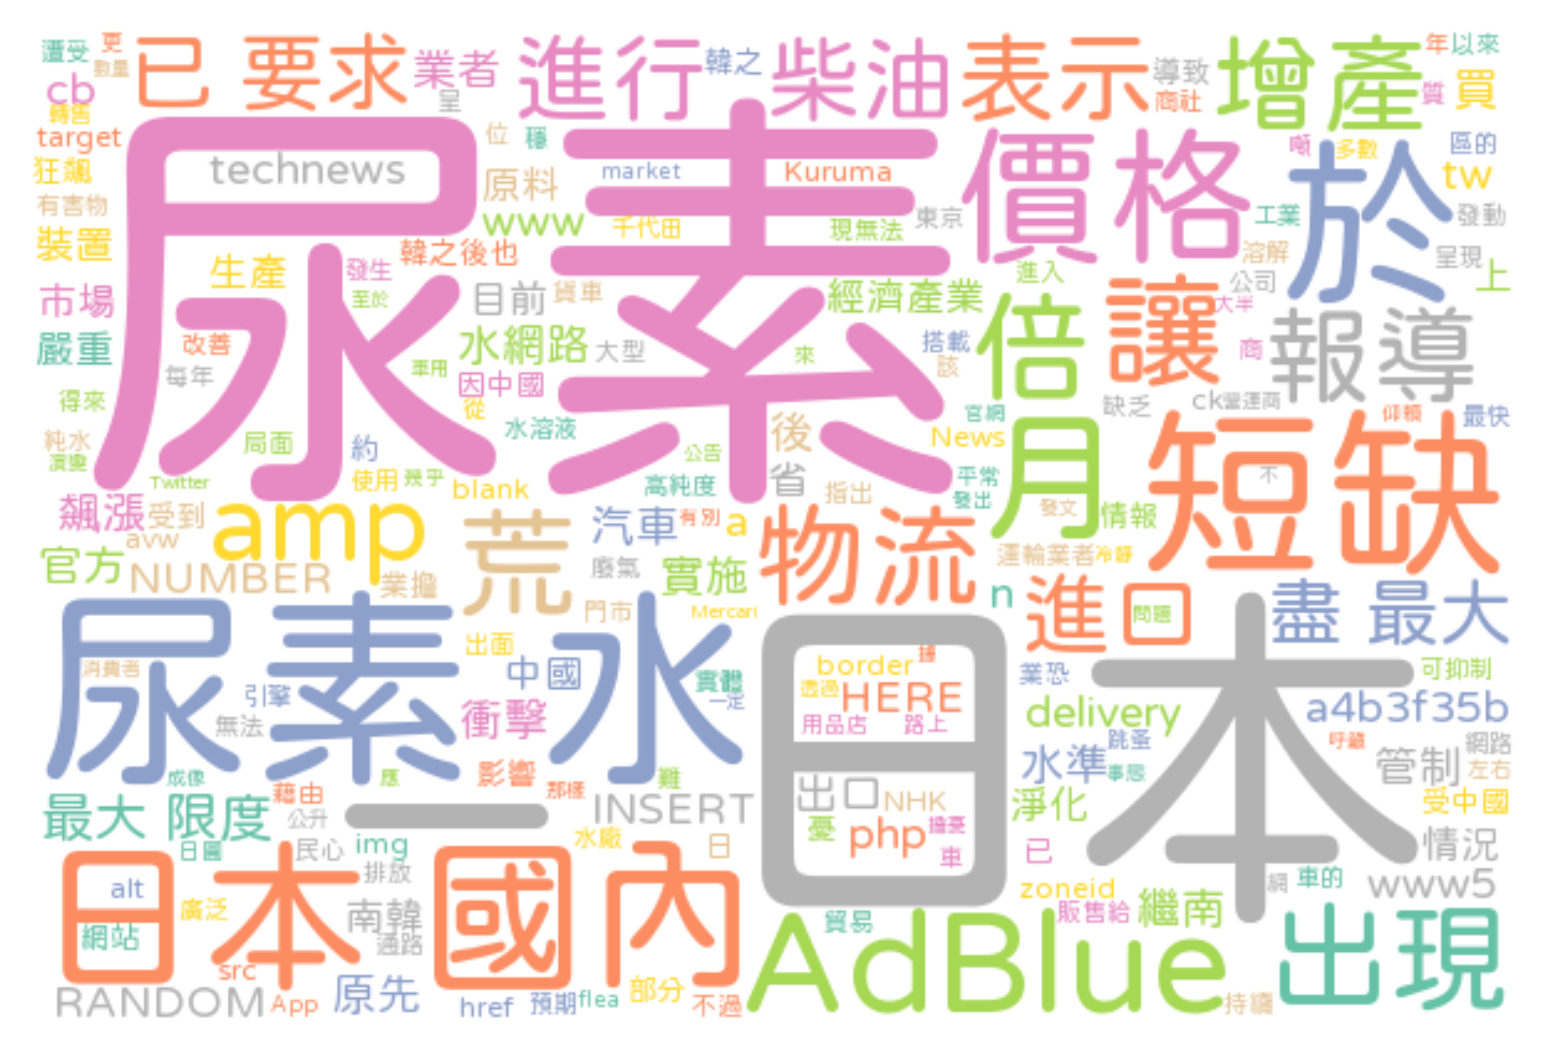 遭受 更 已 要求 業者 進行 韓之 柴油 表示 導致 增產 年 以來
數量 cb 轉售 呈 商社 質 買
target technews 位 穩 market Kuruma 價格 嘛 多數 區的
狂飆 原料 tw
有害物 www 千代田 現無法 東京 工業 於 發動
裝置 尿素 韓之後也 溶解 呈現
生產 發生 進入 公司 上
市場 至於 目前 貨車 經濟產業 倍 讓 大半 報導
嚴重 改善 水網路 大型 搭載 商
每年 車用 因中國 來 該
得來 從 官網 缺乏 ck 營運商 仰賴 最快
純水 局面 約 水溶液 後 News 月 短缺
演變 公告
Twitter 使用 幾乎 blank 高純度 省 指出 平常 不
飆漲 受到 amp 荒 汽車 有別 a 物流 發出 發文 情報
avw 運輸業者 冷靜
官方 NUMBER 業擔 廢氣 實施 n 進口 問題 盡 最大
門市 Mercari
尿素水 出面 日本
消費者 中國 實體 border 據 業恐 可抑制
引擎 一定 透過 HERE delivery a4b3f35b
無法 衝擊 用品店 路上 跳蚤 呼籲 網路
成像 應 影響 難 水準 事態 管制 左右
藉由 那樣 出口 NHK 淨化 受中國
最大 限度 公升 一 INSERT 憂 php 擔憂
日圓 民心 img 水廠 日 車 已 情況
日本 排放 國內 zoneid 網 車的 www5
alt 廣泛 南韓 販售給 繼南
網站 通路 貿易 AdBlue 出現
src
RANDOM App 原先 href 預期 flea 部分 不過 持續